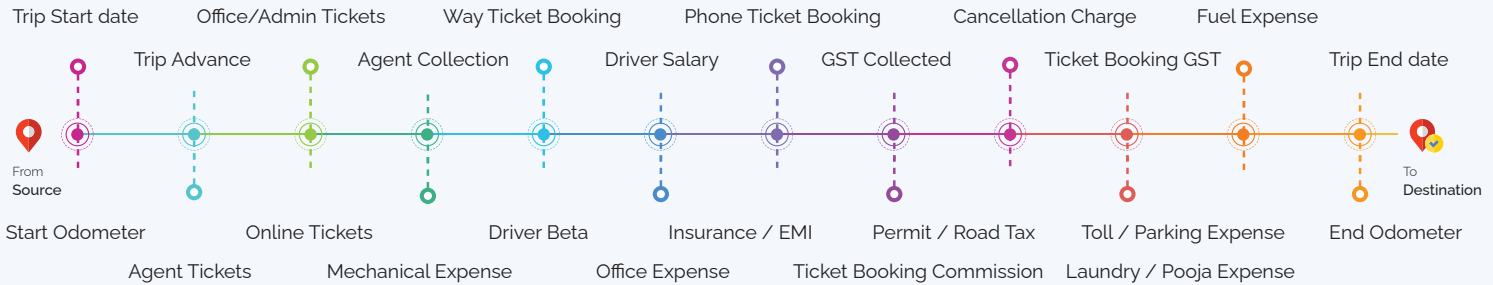 Trip Start date
Office/Admin Tickets
Way Ticket Booking
Phone Ticket Booking
Cancellation Charge
Fuel Expense
Trip Advance
Agent Collection
Driver Salary
GST Collected
Ticket Booking GST
Trip End date
From
Source
To
Destination
Start Odometer
Online Tickets
Driver Beta
Insurance / EMI
Permit / Road Tax
Toll / Parking Expense
End Odometer
Agent Tickets
Mechanical Expense
Office Expense
Ticket Booking Commission
Laundry / Pooja Expense